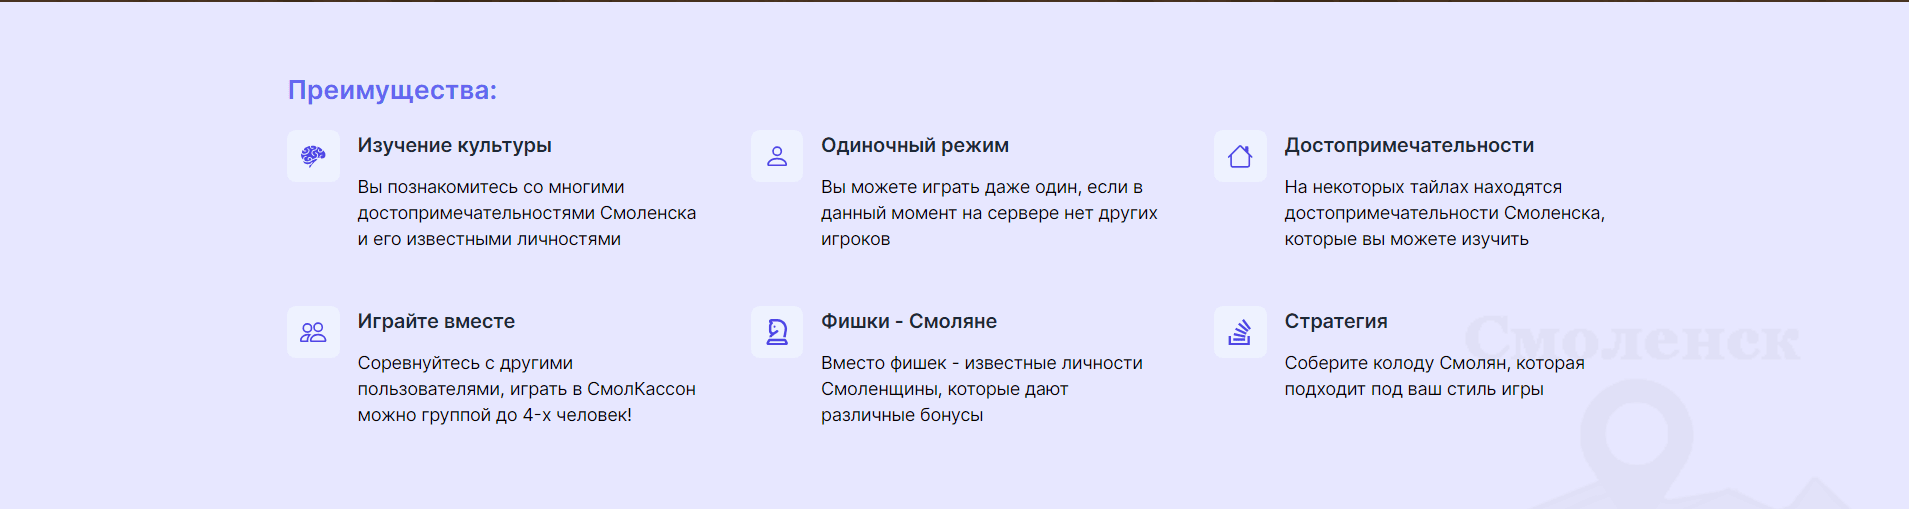 Преимущества:
Изучение культуры
Вы познакомитесь со многими
достопримечательностями Смоленска
и его известными личностями
Одиночный режим
Вы можете играть даже один, если в
данный момент на сервере нет других
игроков
Достопримечательности
На некоторых тайлах находятся
достопримечательности Смоленска,
которые вы можете изучить
Играйте вместе
Соревнуйтесь с другими
пользователями, играть в СмолКассон
можно группой до 4-х человек!
Фишки - Смоляне
Вместо фишек - известные личности
Смоленщины, которые дают
различные бонусы
Стратегия
Соберите колоду Смолян, которая
подходит под ваш стиль игры
Смоленск